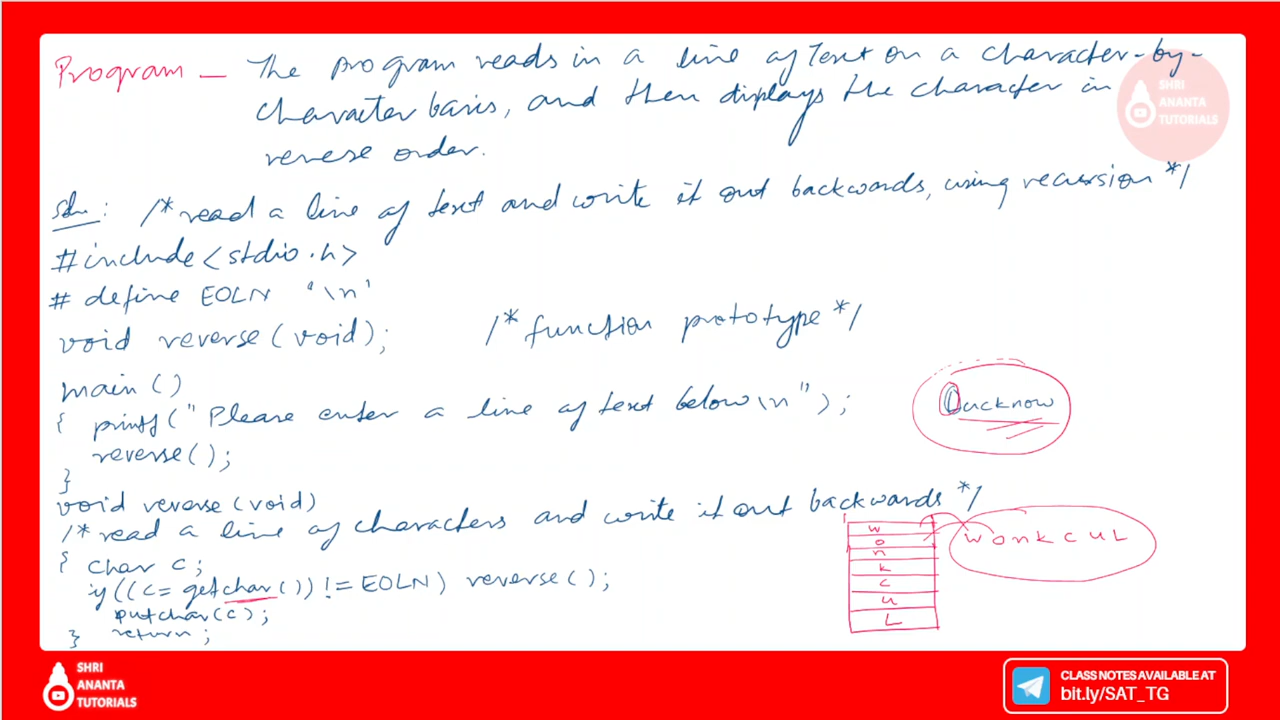 Program – The program reads in a line of text on a character-by-
character basis, and then displays the character in
reverse order.
Soln: /*read a line of text and write it out backwards, using recursion */
#include <stdio.h>
# define EOLN '\n'
void reverse (void); /* function prototype */
main ()
{ printf (" Please enter a line of text below \n");
reverse();
}
void reverse (void)
/*read a line of characters and write it out backwards */
{ char c;
if ((c = getchar()) != EOLN) reverse ();
putchar(c);
return;
}
Lucknow
w
o
n
k
c
u
L
w o n k c u L
SHRI
ANANTA
TUTORIALS
SHRI
ANANTA
TUTORIALS
CLASS NOTES AVAILABLE AT
bit.ly/SAT_TG